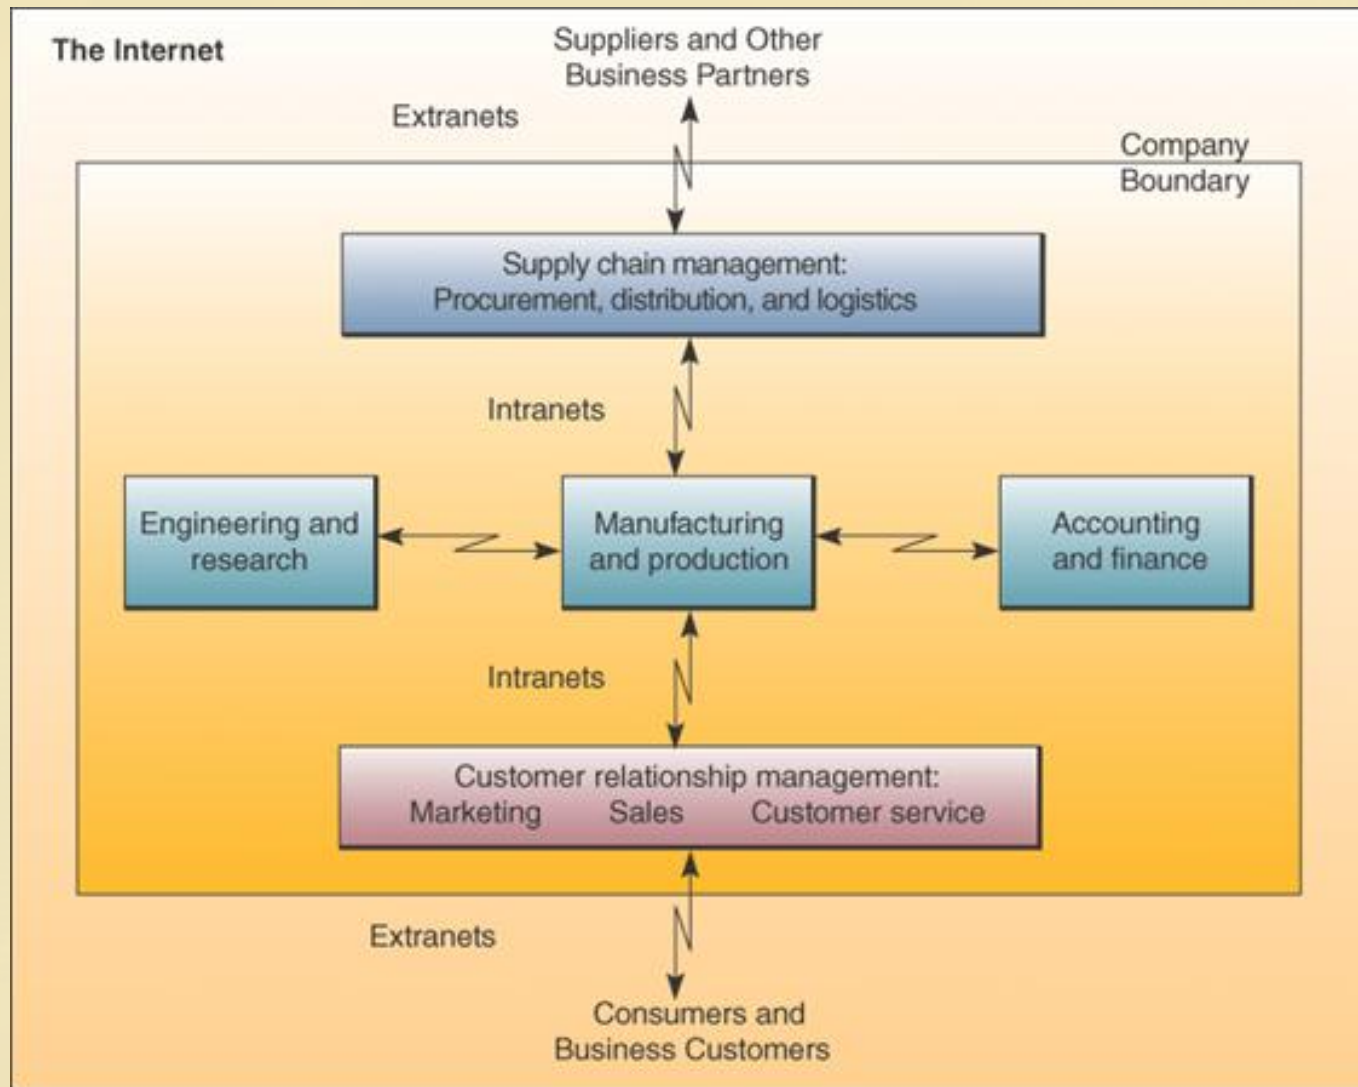 The Internet
Suppliers and Other
Business Partners
Extranets
Company
Boundary
Supply chain management:
Procurement, distribution, and logistics
Intranets
Engineering and
research
Manufacturing
and production
Accounting
and finance
Intranets
Customer relationship management:
Marketing Sales Customer service
Extranets
Consumers and
Business Customers